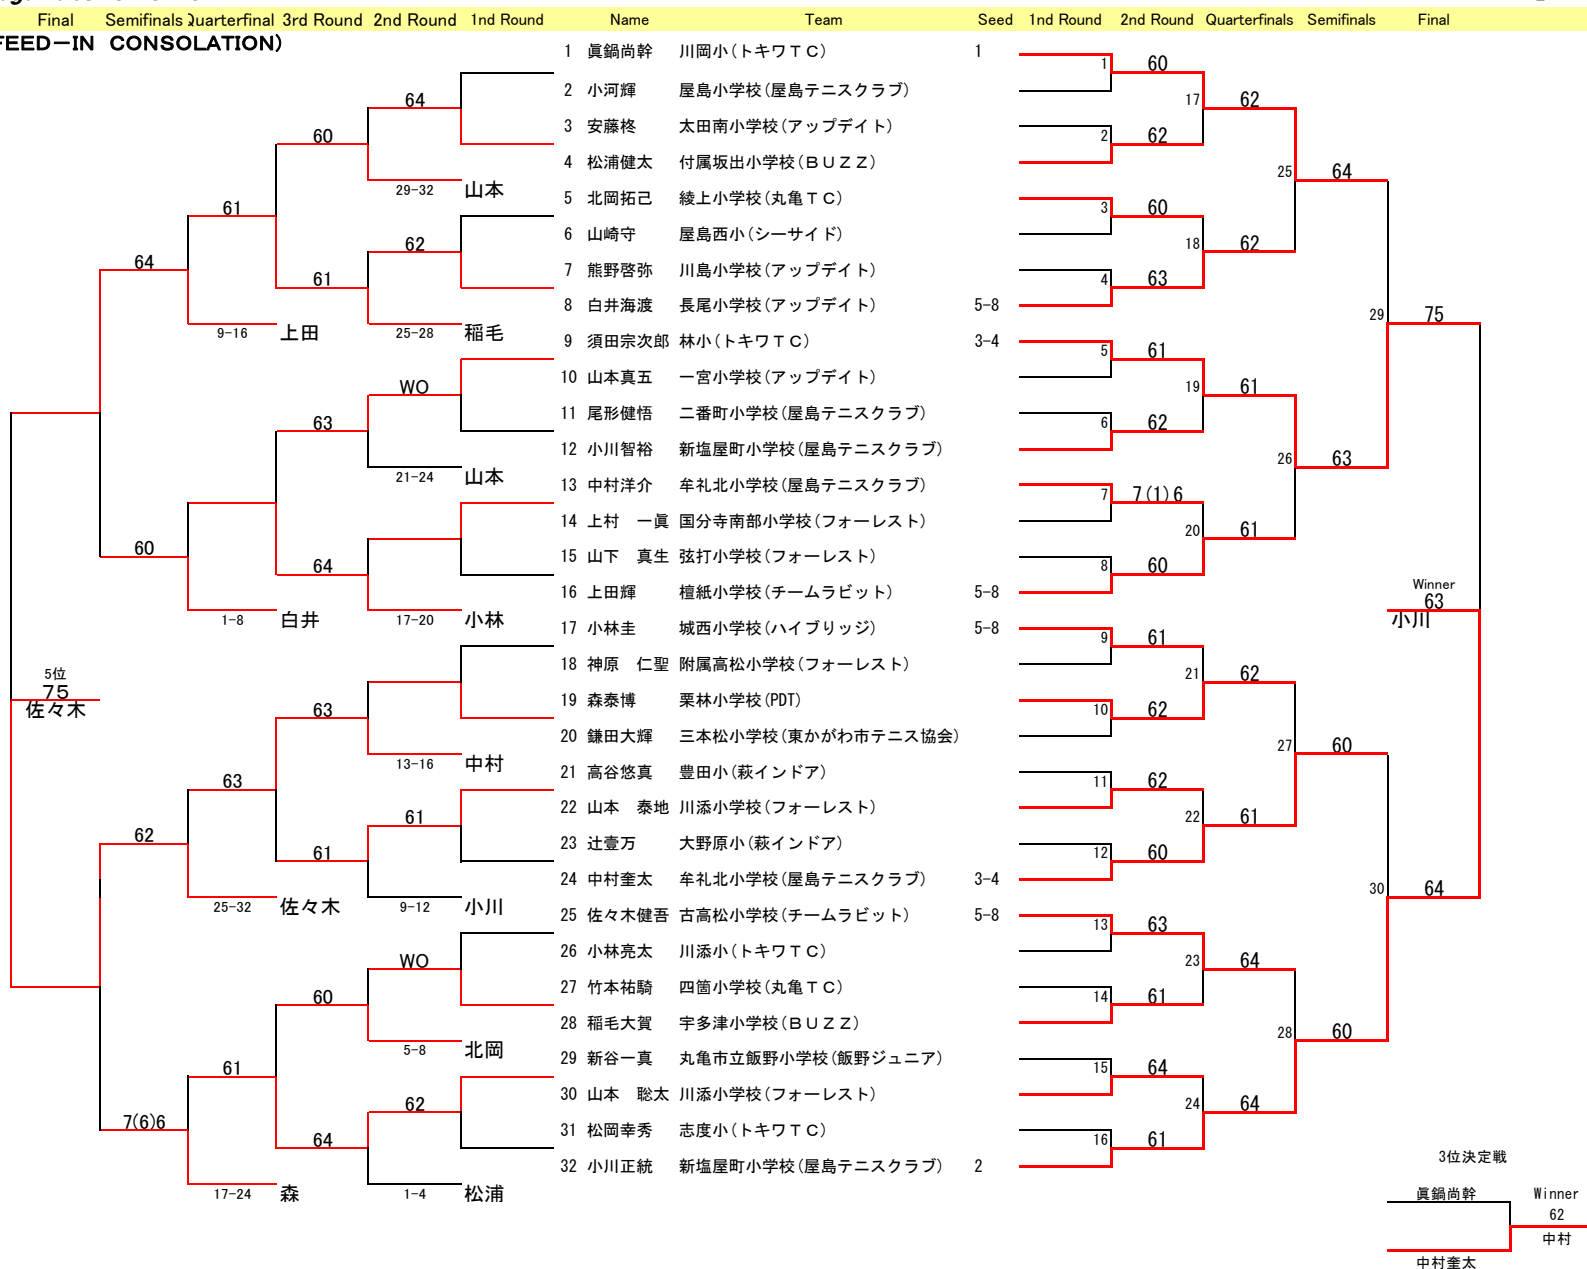 Final Semifinals Quarterfinal 3rd Round 2nd Round 1st Round Name Team Seed 1st Round 2nd Round Quarterfinals Semifinals Final
FEED-IN CONSOLATION)
1 眞鍋尚幹 川岡小(トキワTC) 1
2 小河輝 屋島小学校(屋島テニスクラブ)
3 安藤柊 太田南小学校(アップデイト)
4 松浦健太 付属坂出小学校(BUZZ)
5 北岡拓己 綾上小学校(丸亀TC)
6 山崎守 屋島西小(シーサイド)
7 熊野啓弥 川島小学校(アップデイト)
8 白井海渡 長尾小学校(アップデイト) 5-8
9 須田宗次郎 林小(トキワTC) 3-4
10 山本真五 一宮小学校(アップデイト)
11 尾形健悟 二番町小学校(屋島テニスクラブ)
12 小川智裕 新塩屋町小学校(屋島テニスクラブ)
13 中村洋介 牟礼北小学校(屋島テニスクラブ)
14 上村 一眞 国分寺南部小学校(フォーレスト)
15 山下 真生 弦打小学校(フォーレスト)
16 上田輝 檀紙小学校(チームラビット) 5-8
17 小林圭 城西小学校(ハイブリッジ) 5-8
18 神原 仁聖 附属高松小学校(フォーレスト)
19 森泰博 栗林小学校(PDT)
20 鎌田大輝 三本松小学校(東かがわ市テニス協会)
21 高谷悠真 豊田小(萩インドア)
22 山本 泰地 川添小学校(フォーレスト)
23 辻壹万 大野原小(萩インドア)
24 中村奎太 牟礼北小学校(屋島テニスクラブ) 3-4
25 佐々木健吾 古高松小学校(チームラビット) 5-8
26 小林亮太 川添小(トキワTC)
27 竹本祐騎 四箇小学校(丸亀TC)
28 稲毛大賀 宇多津小学校(BUZZ)
29 新谷一真 丸亀市立飯野小学校(飯野ジュニア)
30 山本 聡太 川添小学校(フォーレスト)
31 松岡幸秀 志度小(トキワTC)
32 小川正統 新塩屋町小学校(屋島テニスクラブ) 2
64
60
29-32 山本
61
62
64
61
9-16 上田
25-28 稲毛
WO
63
21-24 山本
60
64
1-8 白井
17-20 小林
5位
75
佐々木
63
13-16 中村
63
61
62
61
25-32 佐々木
9-12 小川
WO
60
5-8 北岡
61
62
7(6)6
64
17-24 森
1-4 松浦
1 60
17 62
2 62
25 64
3 60
18 62
4 63
29 75
5 61
19 61
6 62
26 63
7 7(1)6
20 61
8 60
Winner
63
小川
9 61
21 62
10 62
27 60
11 62
22 61
12 60
30 64
13 63
23 64
14 61
28 60
15 64
24 64
16 61
3位決定戦
眞鍋尚幹 Winner
62
中村
中村奎太